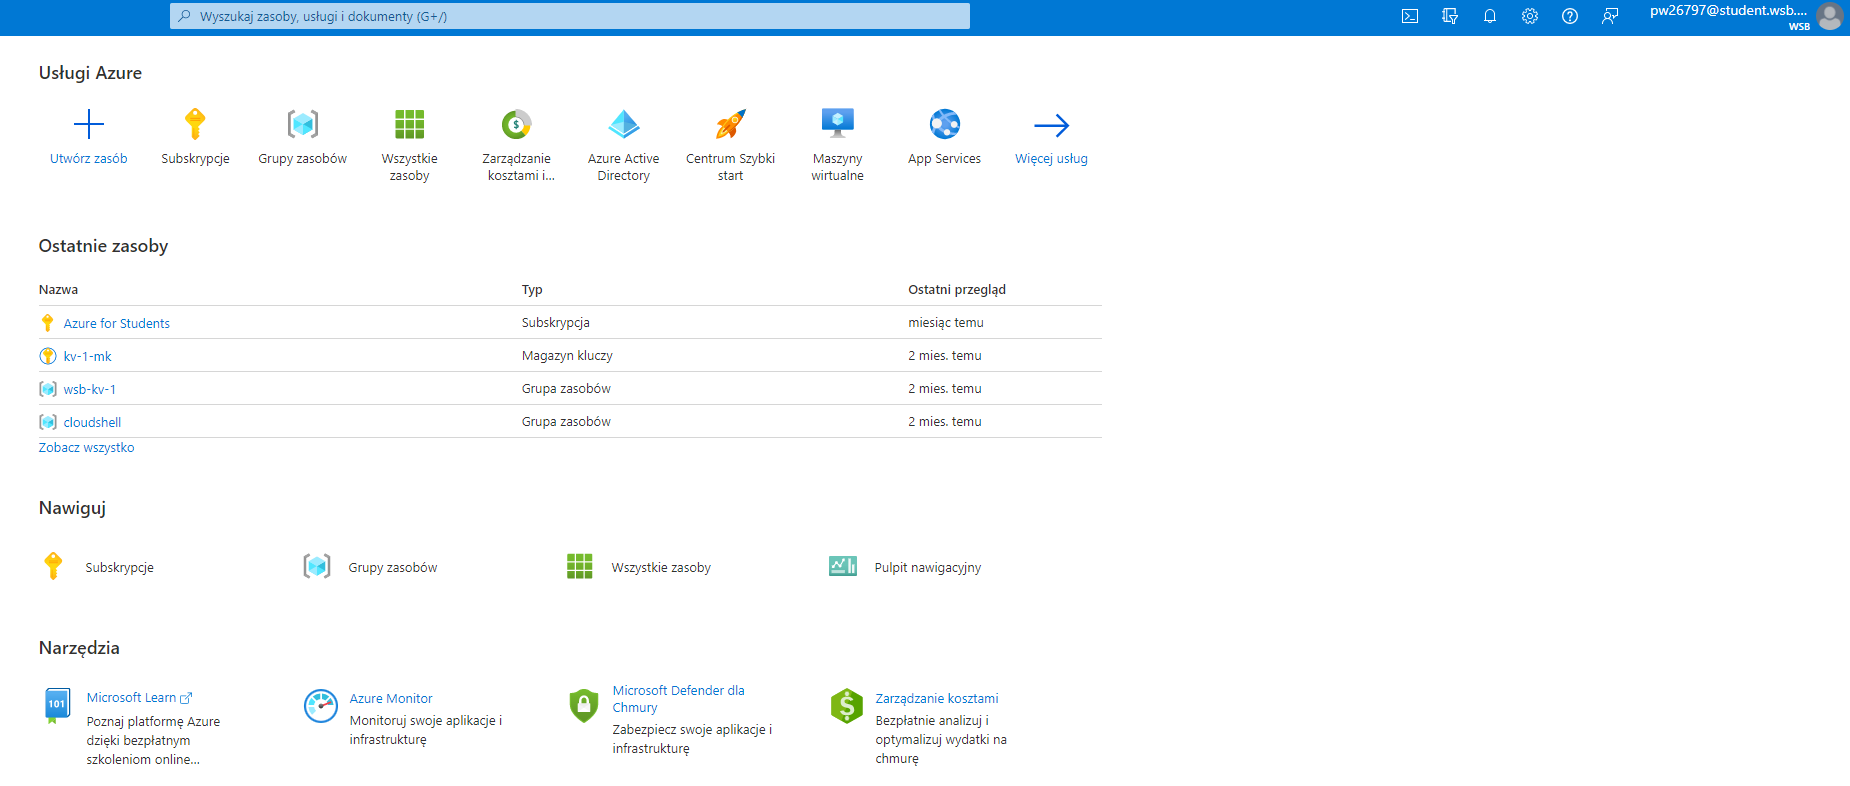 Wyszukaj zasoby, usługi i dokumenty (G+/)
pw26797@student.wsb....
WSB
Usługi Azure
Utwórz zasób
Subskrypcje
Grupy zasobów
Wszystkie
zasoby
Zarządzanie
kosztami i...
Azure Active
Directory
Centrum Szybki
start
Maszyny
wirtualne
App Services
Więcej usług
Ostatnie zasoby
Nazwa Typ Ostatni przegląd
Azure for Students Subskrypcja miesiąc temu
kv-1-mk Magazyn kluczy 2 mies. temu
wsb-kv-1 Grupa zasobów 2 mies. temu
cloudshell Grupa zasobów 2 mies. temu
Zobacz wszystko
Nawiguj
Subskrypcje
Grupy zasobów
Wszystkie zasoby
Pulpit nawigacyjny
Narzędzia
101
Microsoft Learn
Poznaj platformę Azure
dzięki bezpłatnym
szkoleniom online...
Azure Monitor
Monitoruj swoje aplikacje i
infrastrukturę
Microsoft Defender dla
Chmury
Zabezpiecz swoje aplikacje i
infrastrukturę
Zarządzanie kosztami
Bezpłatnie analizuj i
optymalizuj wydatki na
chmurę